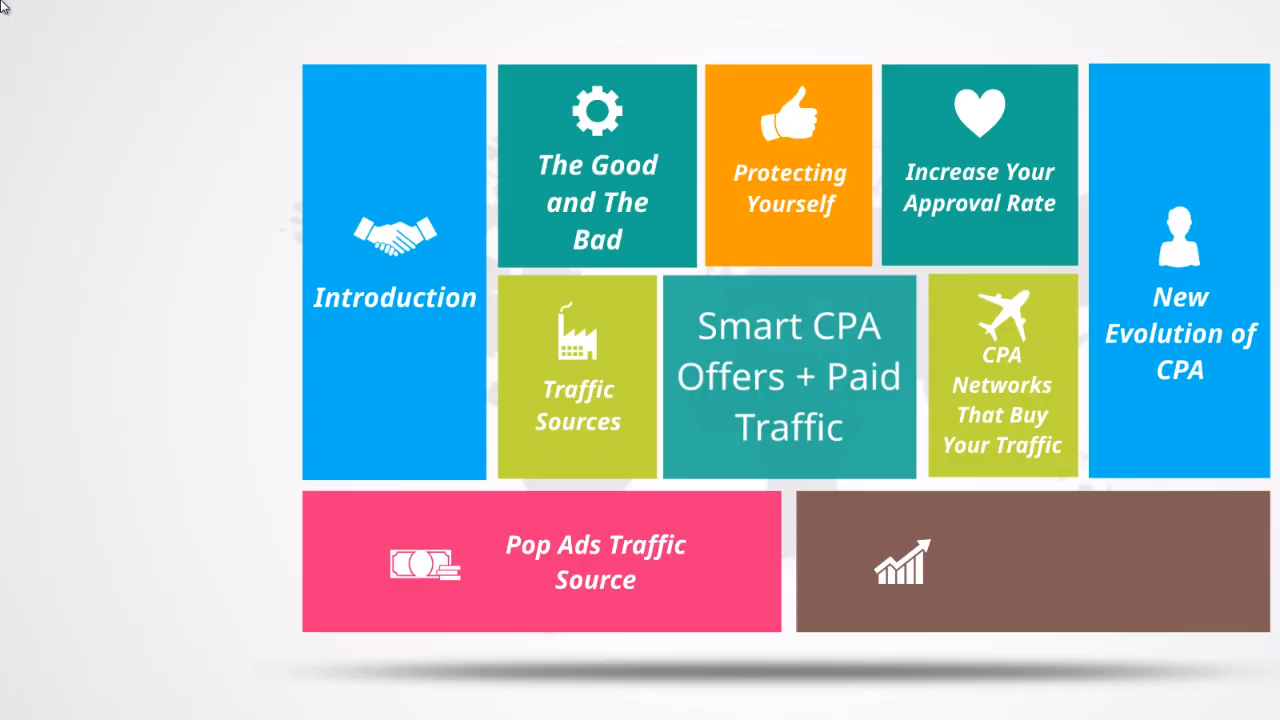 Introduction
The Good
and The
Bad
Protecting
Yourself
Increase Your
Approval Rate
New
Evolution of
CPA
Traffic
Sources
Smart CPA
Offers + Paid
Traffic
CPA
Networks
That Buy
Your Traffic
Pop Ads Traffic
Source